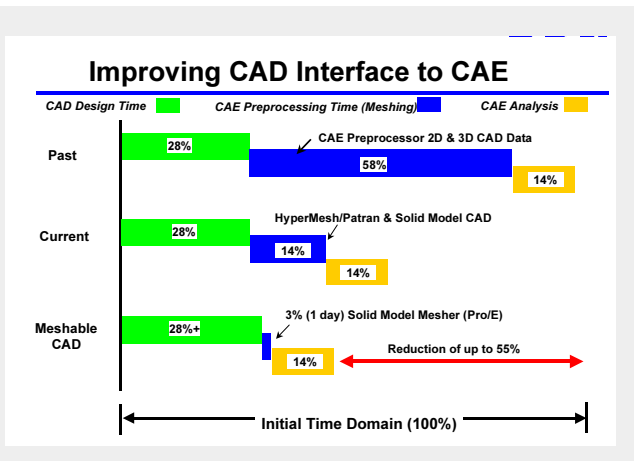 Improving CAD Interface to CAE
CAD Design Time CAE Preprocessing Time (Meshing) CAE Analysis
Past
28%
CAE Preprocessor 2D & 3D CAD Data
58%
14%
Current
28%
HyperMesh/Patran & Solid Model CAD
14%
14%
Meshable
CAD
28%+
3% (1 day) Solid Model Mesher (Pro/E)
14%
Reduction of up to 55%
Initial Time Domain (100%)